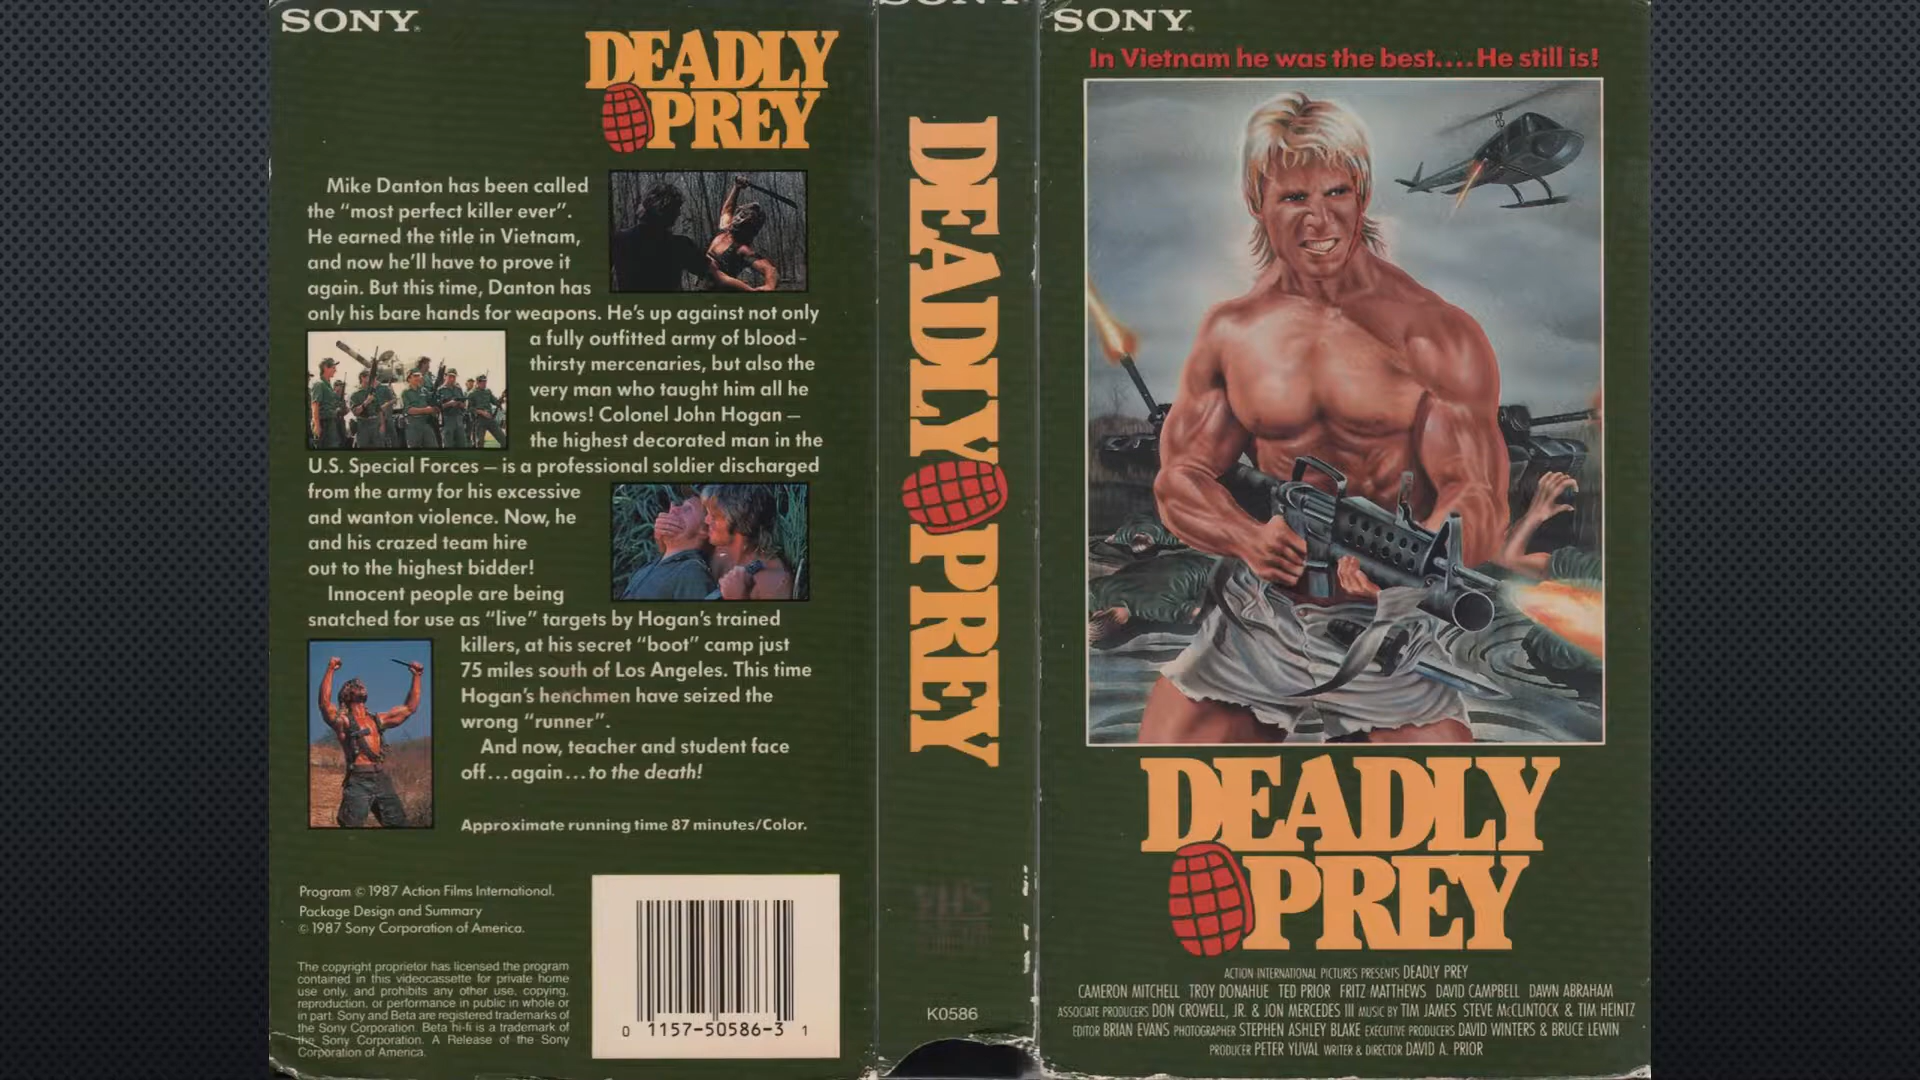 SONY
DEADLY
PREY
Mike Danton has been called
the “most perfect killer ever”.
He earned the title in Vietnam,
and now he’ll have to prove it
again. But this time, Danton has
only his bare hands for weapons. He’s up against not only
a fully outfitted army of blood-
thirsty mercenaries, but also the
very man who taught him all he
knows! Colonel John Hogan —
the highest decorated man in the
U.S. Special Forces — is a professional soldier discharged
from the army for his excessive
and wanton violence. Now, he
and his crazed team hire
out to the highest bidder!
Innocent people are being
snatched for use as “live” targets by Hogan’s trained
killers, at his secret “boot” camp just
75 miles south of Los Angeles. This time
Hogan’s henchmen have seized the
wrong “runner”.
And now, teacher and student face
off...again...to the death!
Approximate running time 87 minutes/Color.
Program © 1987 Action Films International.
Package Design and Summary
© 1987 Sony Corporation of America.
The copyright proprietor has licensed the program
contained in this videocassette for private home
use only, and prohibits any other use, copying,
reproduction, or performance in public in whole or
in part. Sony and Beta are registered trademarks of
the Sony Corporation. Beta hi-fi is a trademark of
the Sony Corporation. A Release of the Sony
Corporation of America.
0 1157-50586-3 1
SONY
DEADLY PREY
VHS
K0586
SONY
In Vietnam he was the best....He still is!
DEADLY
PREY
ACTION INTERNATIONAL PICTURES PRESENTS DEADLY PREY
CAMERON MITCHELL TROY DONAHUE TED PRIOR FRITZ MATTHEWS DAVID CAMPBELL DAWN ABRAHAM
ASSOCIATE PRODUCERS DON CROWELL, JR. & JON MERCEDES III MUSIC BY TIM JAMES STEVE McCLINTOCK & TIM HEINTZ
EDITOR BRIAN EVANS PHOTOGRAPHER STEPHEN ASHLEY BLAKE EXECUTIVE PRODUCERS DAVID WINTERS & BRUCE LEWIN
PRODUCER PETER YUVAL WRITER & DIRECTOR DAVID A. PRIOR